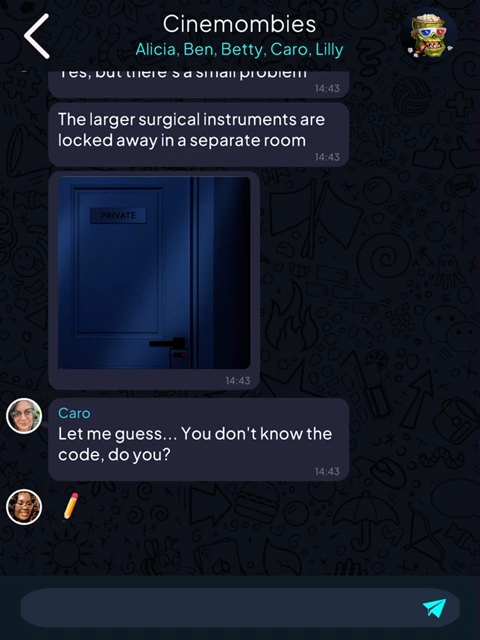 Cinemombies
Alicia, Ben, Betty, Caro, Lilly
Yes, but there's a small problem
14:43
The larger surgical instruments are
locked away in a separate room
14:43
PRIVATE
14:43
Caro
Let me guess... You don't know the
code, do you?
14:43